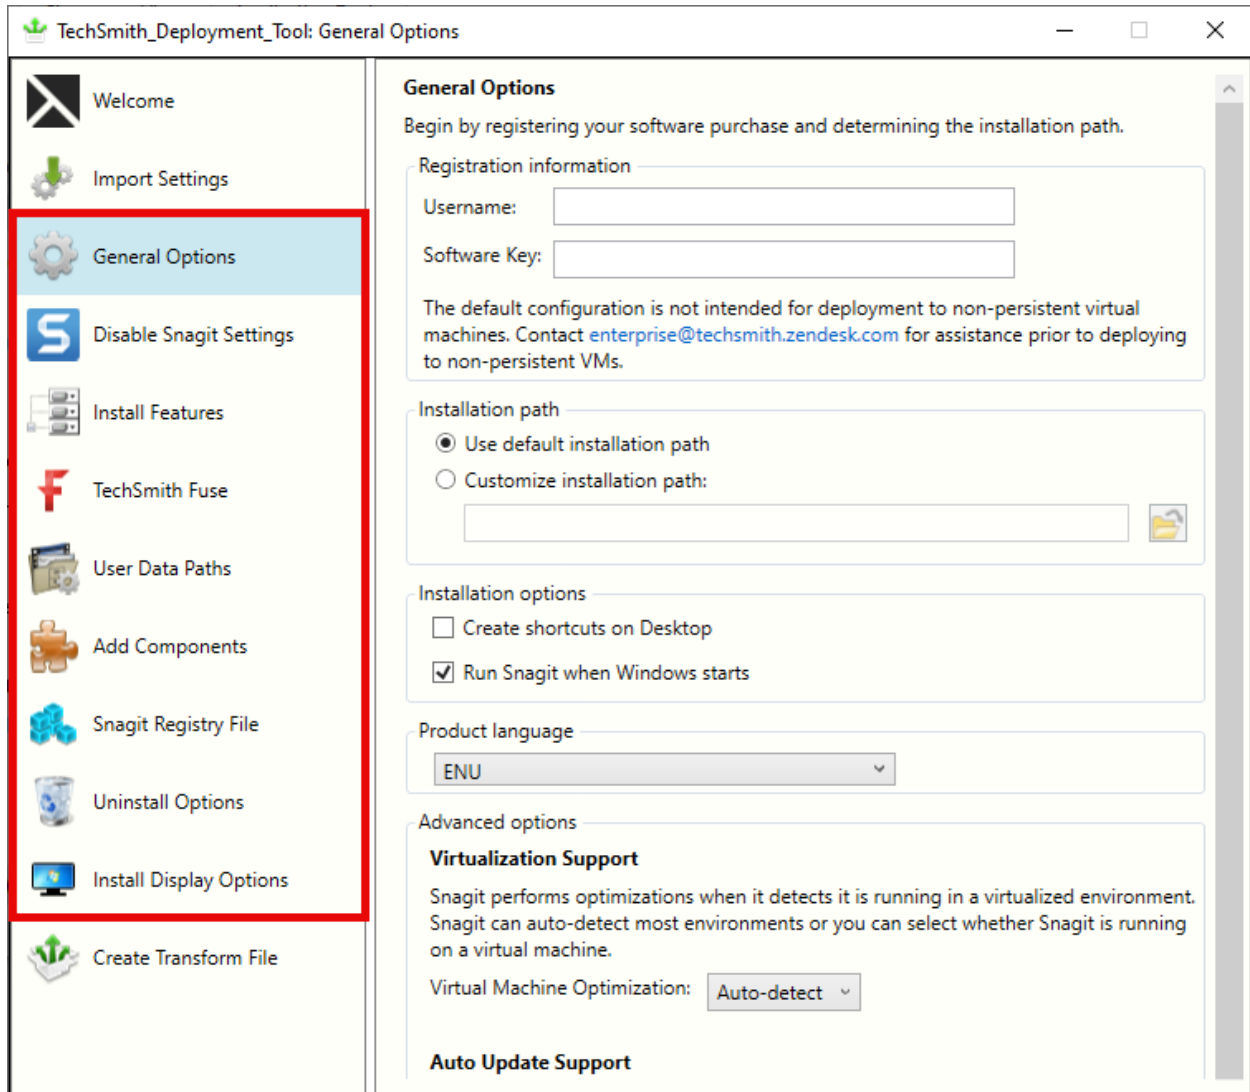 TechSmith_Deployment_Tool: General Options
Welcome
Import Settings
General Options
Disable Snagit Settings
Install Features
TechSmith Fuse
User Data Paths
Add Components
Snagit Registry File
Uninstall Options
Install Display Options
Create Transform File
General Options
Begin by registering your software purchase and determining the installation path.
Registration information
Username:
Software Key:
The default configuration is not intended for deployment to non-persistent virtual
machines. Contact enterprise@techsmith.zendesk.com for assistance prior to deploying
to non-persistent VMs.
Installation path
Use default installation path
Customize installation path:
Installation options
Create shortcuts on Desktop
Run Snagit when Windows starts
Product language
ENU
Advanced options
Virtualization Support
Snagit performs optimizations when it detects it is running in a virtualized environment.
Snagit can auto-detect most environments or you can select whether Snagit is running
on a virtual machine.
Virtual Machine Optimization: Auto-detect
Auto Update Support